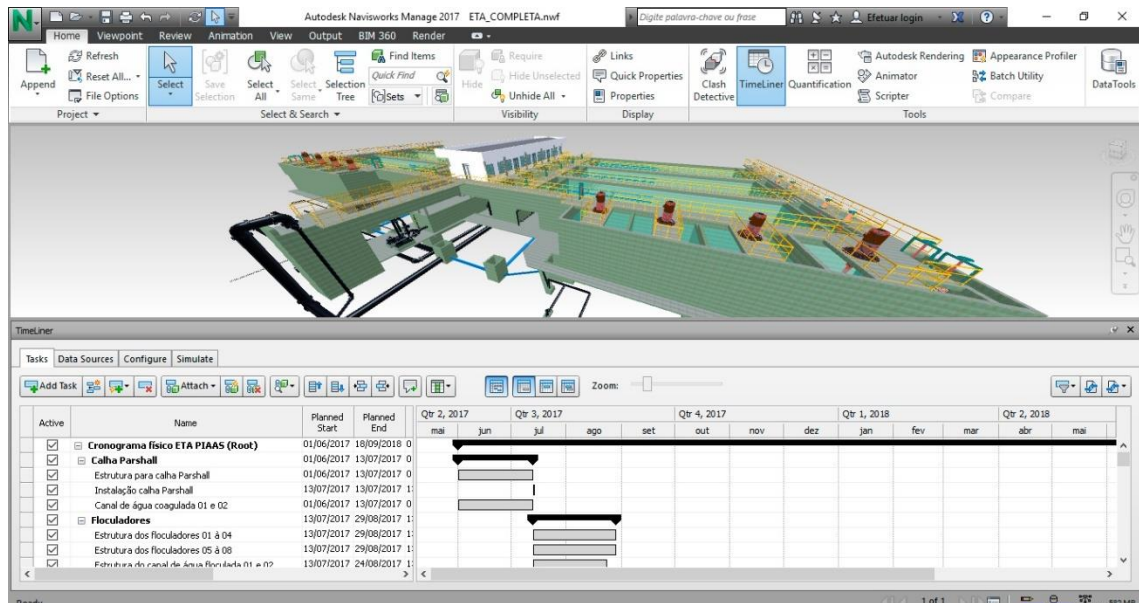 Autodesk Navisworks Manage 2017 ETA_COMPLETA.nwf
Digite palavra-chave ou frase
Efetuar login
Home Viewpoint Review Animation View Output BIM 360 Render
Append
Refresh
Reset All...
File Options
Project
Select
Save Selection
Select All
Select Same
Selection Tree
Find Items
Quick Find
Sets
Select & Search
Hide
Require
Hide Unselected
Unhide All
Visibility
Links
Quick Properties
Properties
Display
Clash Detective
TimeLiner
Quantification
Autodesk Rendering
Animator
Scripter
Appearance Profiler
Batch Utility
Compare
Tools
DataTools
TimeLiner
Tasks Data Sources Configure Simulate
Add Task
Attach
Zoom:
Active Name Planned Start Planned End
Qtr 2, 2017 Qtr 3, 2017 Qtr 4, 2017 Qtr 1, 2018 Qtr 2, 2018
mai jun jul ago set out nov dez jan fev mar abr mai
Cronograma físico ETA PIAAS (Root) 01/06/2017 18/09/2018 0
Calha Parshall 01/06/2017 13/07/2017 0
Estrutura para calha Parshall 01/06/2017 13/07/2017 0
Instalação calha Parshall 13/07/2017 13/07/2017 1
Canal de água coagulada 01 e 02 01/06/2017 13/07/2017 0
Floculadores 13/07/2017 29/08/2017 1
Estrutura dos floculadores 01 à 04 13/07/2017 29/08/2017 1
Estrutura dos floculadores 05 à 08 13/07/2017 29/08/2017 1
Estrutura do canal de água floculada 01 e 02 13/07/2017 24/08/2017 1
Ready
1 of 1